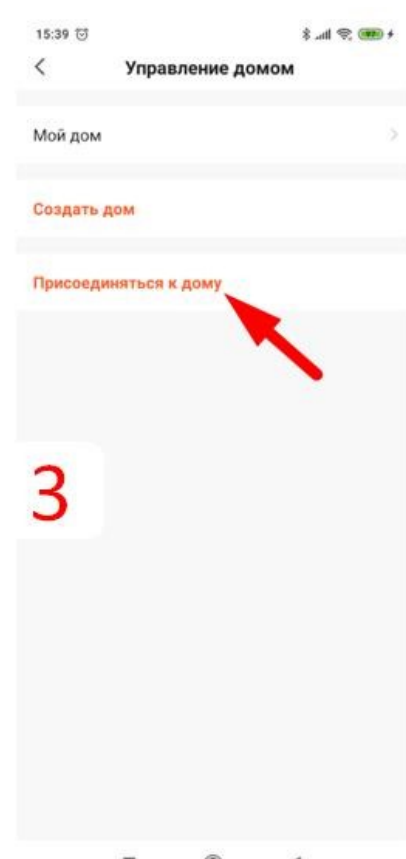 15:39
Управление домом
Мой дом
Создать дом
Присоединяться к дому
3